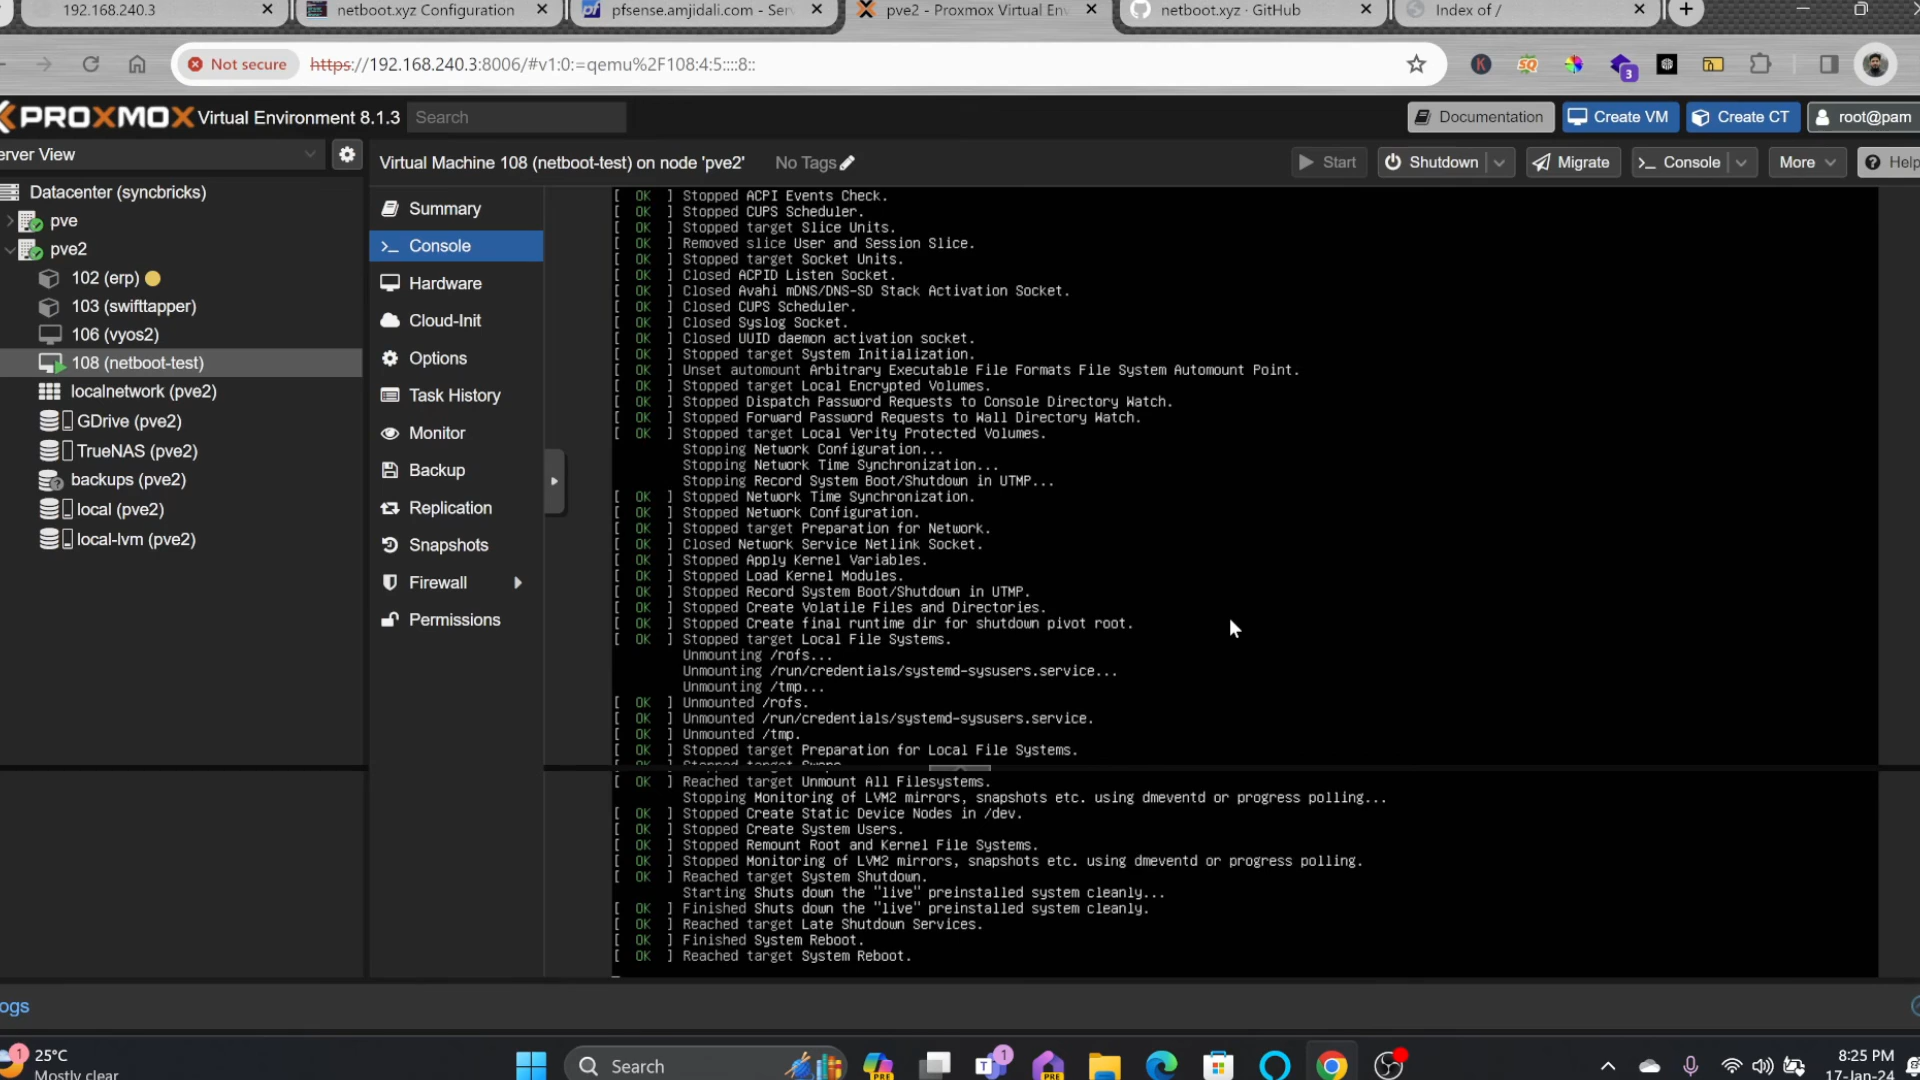 192.168.240.3
netboot.xyz Configuration
pfsense.amjidali.com - Ser
pve2 - Proxmox Virtual En
netboot.xyz · GitHub
Index of /
Not secure
https://192.168.240.3:8006/#v1:0:=qemu%2F108:4:5::::8::
3
PROXMOX Virtual Environment 8.1.3
Search
Documentation
Create VM
Create CT
root@pam
erver View
Virtual Machine 108 (netboot-test) on node 'pve2'
No Tags
Start
Shutdown
Migrate
Console
More
Help
Datacenter (syncbricks)
pve
pve2
102 (erp)
103 (swifttapper)
106 (vyos2)
108 (netboot-test)
localnetwork (pve2)
GDrive (pve2)
TrueNAS (pve2)
backups (pve2)
local (pve2)
local-lvm (pve2)
Summary
Console
Hardware
Cloud-Init
Options
Task History
Monitor
Backup
Replication
Snapshots
Firewall
Permissions
[ OK ] Stopped ACPI Events Check.
[ OK ] Stopped CUPS Scheduler.
[ OK ] Stopped target Slice Units.
[ OK ] Removed slice User and Session Slice.
[ OK ] Stopped target Socket Units.
[ OK ] Closed ACPID Listen Socket.
[ OK ] Closed Avahi mDNS/DNS-SD Stack Activation Socket.
[ OK ] Closed CUPS Scheduler.
[ OK ] Closed Syslog Socket.
[ OK ] Closed UUID daemon activation socket.
[ OK ] Stopped target System Initialization.
[ OK ] Unset automount Arbitrary Executable File Formats File System Automount Point.
[ OK ] Stopped target Local Encrypted Volumes.
[ OK ] Stopped Dispatch Password Requests to Console Directory Watch.
[ OK ] Stopped Forward Password Requests to Wall Directory Watch.
[ OK ] Stopped target Local Verity Protected Volumes.
Stopping Network Configuration...
Stopping Network Time Synchronization...
Stopping Record System Boot/Shutdown in UTMP...
[ OK ] Stopped Network Time Synchronization.
[ OK ] Stopped Network Configuration.
[ OK ] Stopped target Preparation for Network.
[ OK ] Closed Network Service Netlink Socket.
[ OK ] Stopped Apply Kernel Variables.
[ OK ] Stopped Load Kernel Modules.
[ OK ] Stopped Record System Boot/Shutdown in UTMP.
[ OK ] Stopped Create Volatile Files and Directories.
[ OK ] Stopped Create final runtime dir for shutdown pivot root.
[ OK ] Stopped target Local File Systems.
Unmounting /rofs...
Unmounting /run/credentials/systemd-sysusers.service...
Unmounting /tmp...
[ OK ] Unmounted /rofs.
[ OK ] Unmounted /run/credentials/systemd-sysusers.service.
[ OK ] Unmounted /tmp.
[ OK ] Stopped target Preparation for Local File Systems.
[ OK ] Reached target Unmount All Filesystems.
Stopping Monitoring of LVM2 mirrors, snapshots etc. using dmeventd or progress polling...
[ OK ] Stopped Create Static Device Nodes in /dev.
[ OK ] Stopped Create System Users.
[ OK ] Stopped Remount Root and Kernel File Systems.
[ OK ] Stopped Monitoring of LVM2 mirrors, snapshots etc. using dmeventd or progress polling.
[ OK ] Reached target System Shutdown.
Starting Shuts down the "live" preinstalled system cleanly...
[ OK ] Finished Shuts down the "live" preinstalled system cleanly.
[ OK ] Reached target Late Shutdown Services.
[ OK ] Finished System Reboot.
[ OK ] Reached target System Reboot.
ogs
1
25°C
Mostly clear
Search
PRE
1
PRE
8:25 PM
17-Jan-24